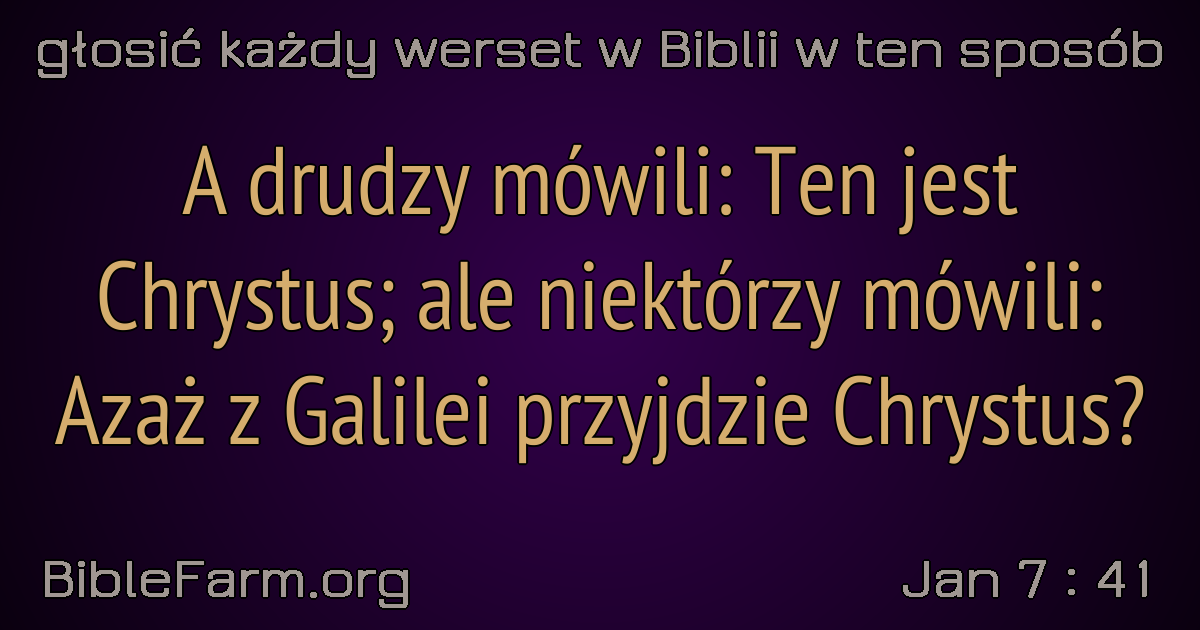 głosić każdy werset w Biblii w ten sposób
A drudzy mówili: Ten jest
Chrystus; ale niektórzy mówili:
Azaż z Galilei przyjdzie Chrystus?
BibleFarm.org
Jan 7 : 41